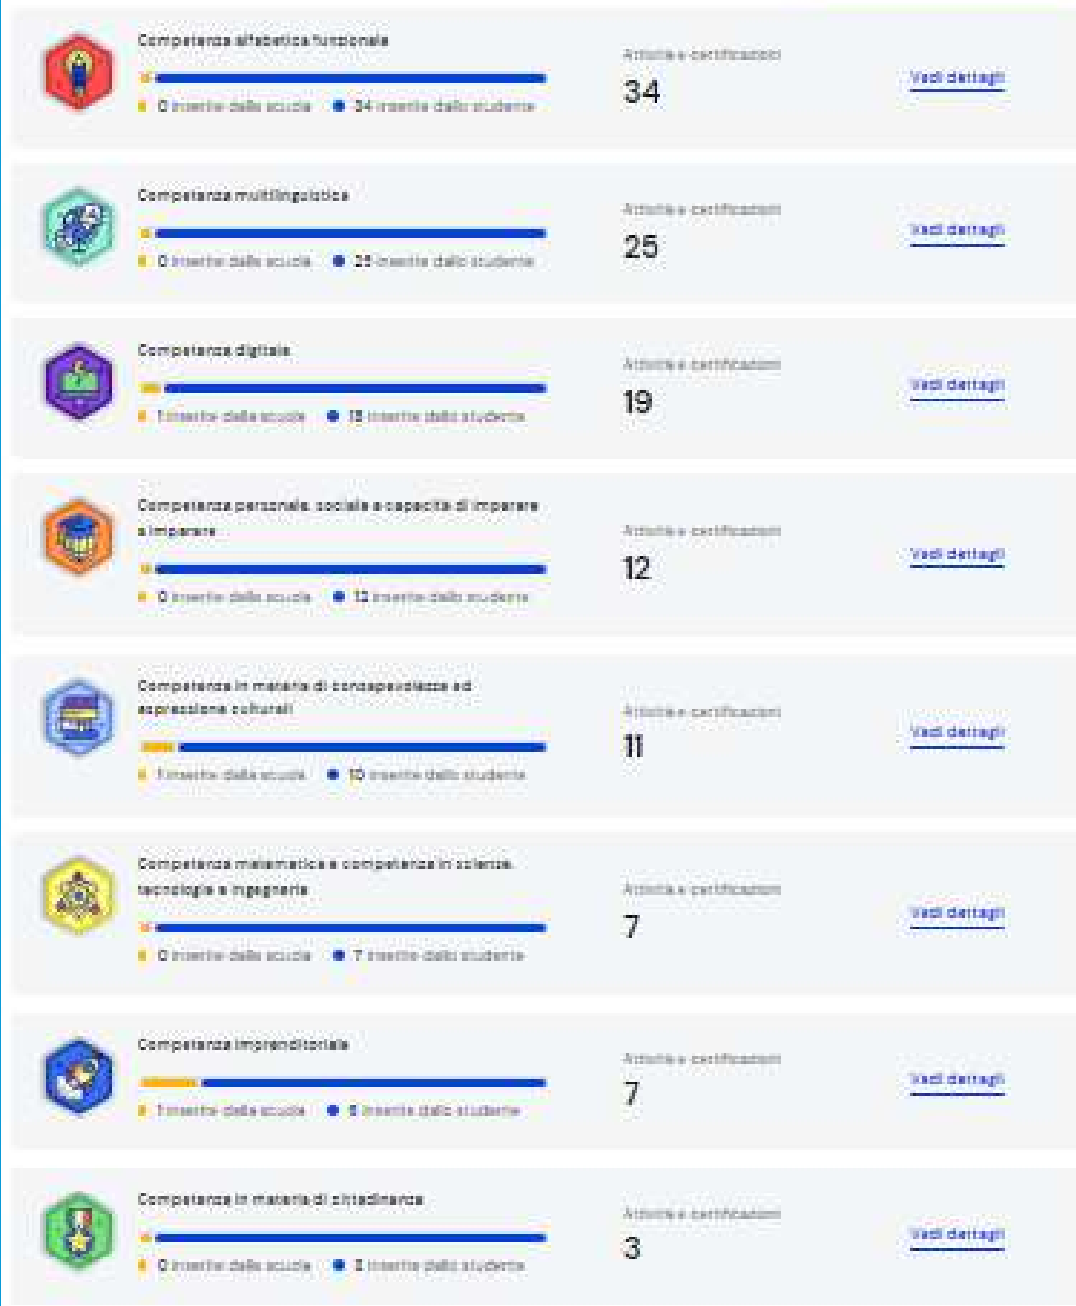 Competenza alfabetica funzionale
0 inserite dalla scuola 34 inserite dallo studente
Attività e certificazioni
34
Vedi dettagli
Competenza multilinguistica
0 inserite dalla scuola 25 inserite dallo studente
Attività e certificazioni
25
Vedi dettagli
Competenza digitale
1 inserite dalla scuola 18 inserite dallo studente
Attività e certificazioni
19
Vedi dettagli
Competenza personale, sociale e capacità di imparare
a imparare
0 inserite dalla scuola 12 inserite dallo studente
Attività e certificazioni
12
Vedi dettagli
Competenza in materia di consapevolezza ed
espressione culturali
1 inserite dalla scuola 10 inserite dallo studente
Attività e certificazioni
11
Vedi dettagli
Competenza matematica e competenza in scienze,
tecnologie e ingegneria
0 inserite dalla scuola 7 inserite dallo studente
Attività e certificazioni
7
Vedi dettagli
Competenza imprenditoriale
1 inserite dalla scuola 6 inserite dallo studente
Attività e certificazioni
7
Vedi dettagli
Competenza in materia di cittadinanza
0 inserite dalla scuola 3 inserite dallo studente
Attività e certificazioni
3
Vedi dettagli